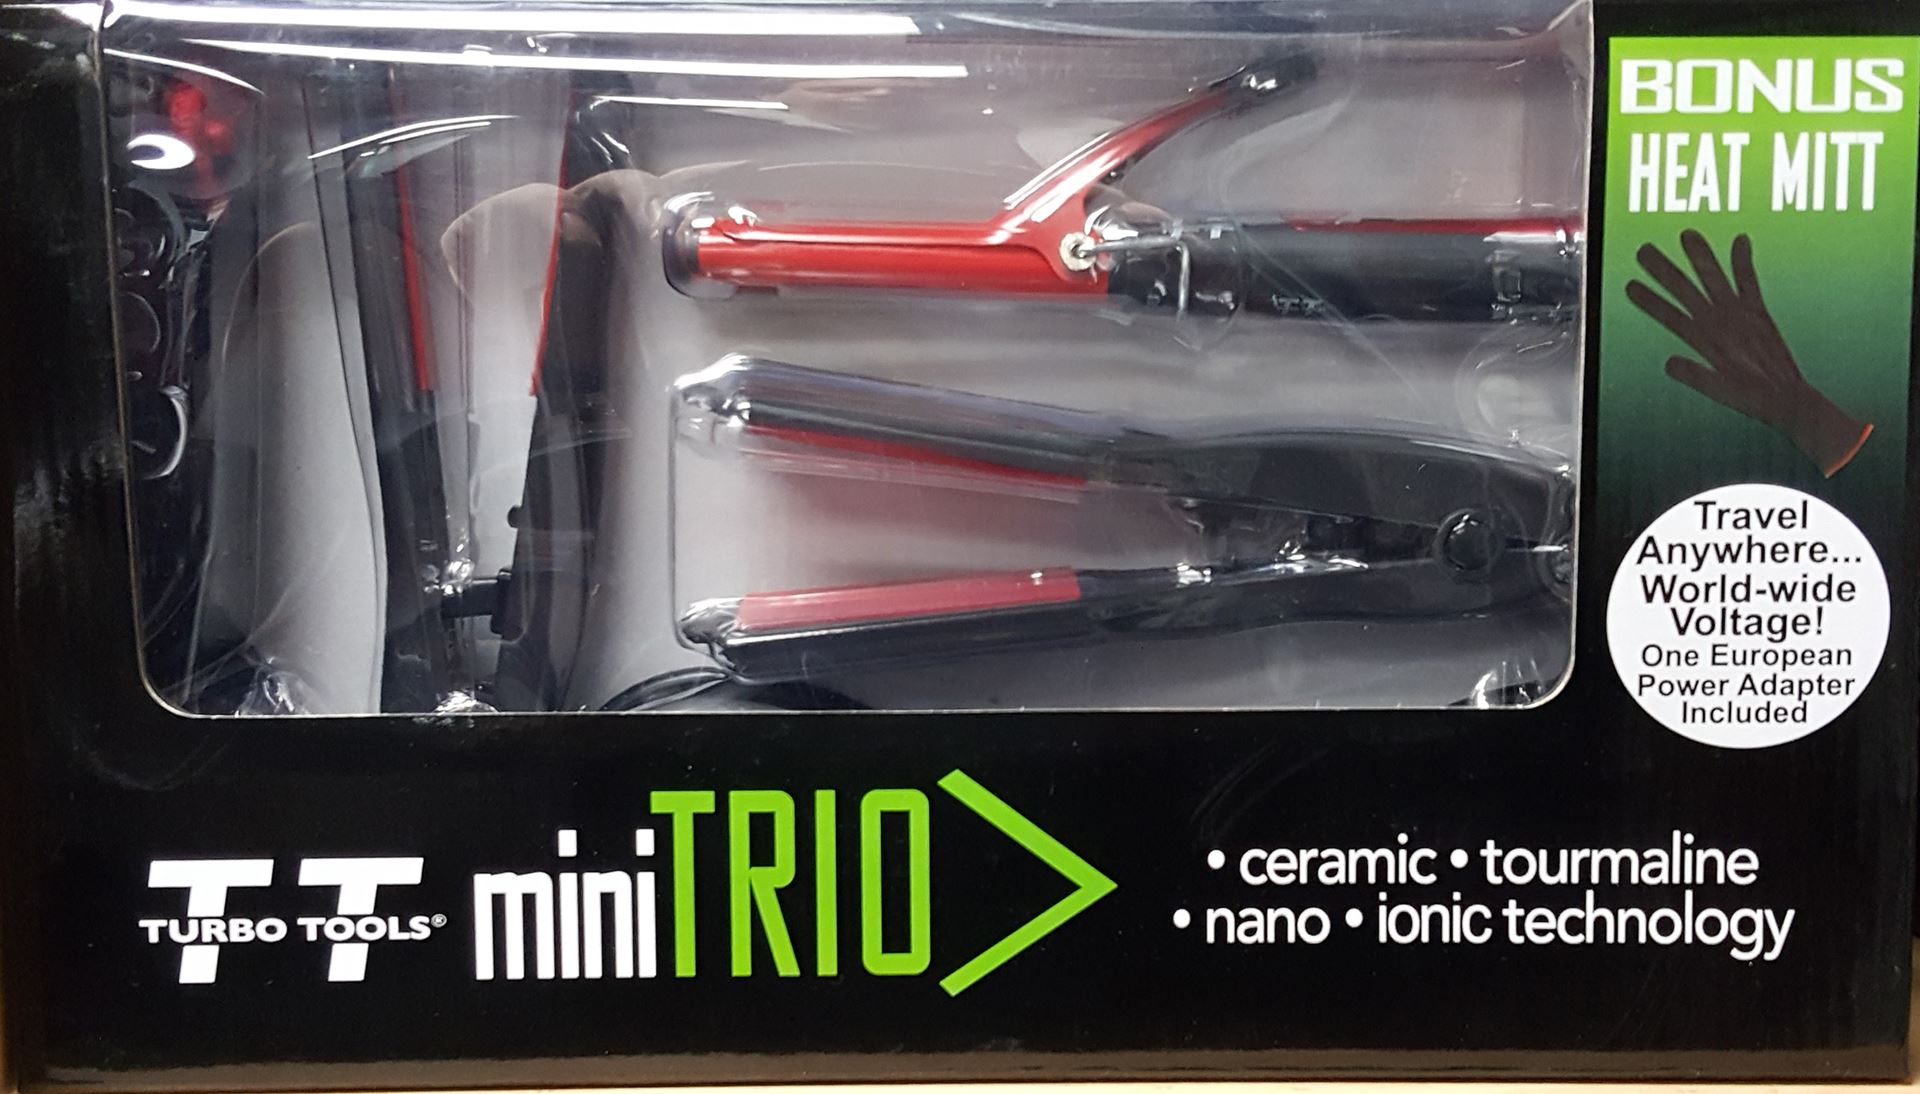 BONUS
HEAT MITT
Travel
Anywhere...
World-wide
Voltage!
One European
Power Adapter
Included
TT
TURBO TOOLS®
miniTRIO>
• ceramic • tourmaline
• nano • ionic technology